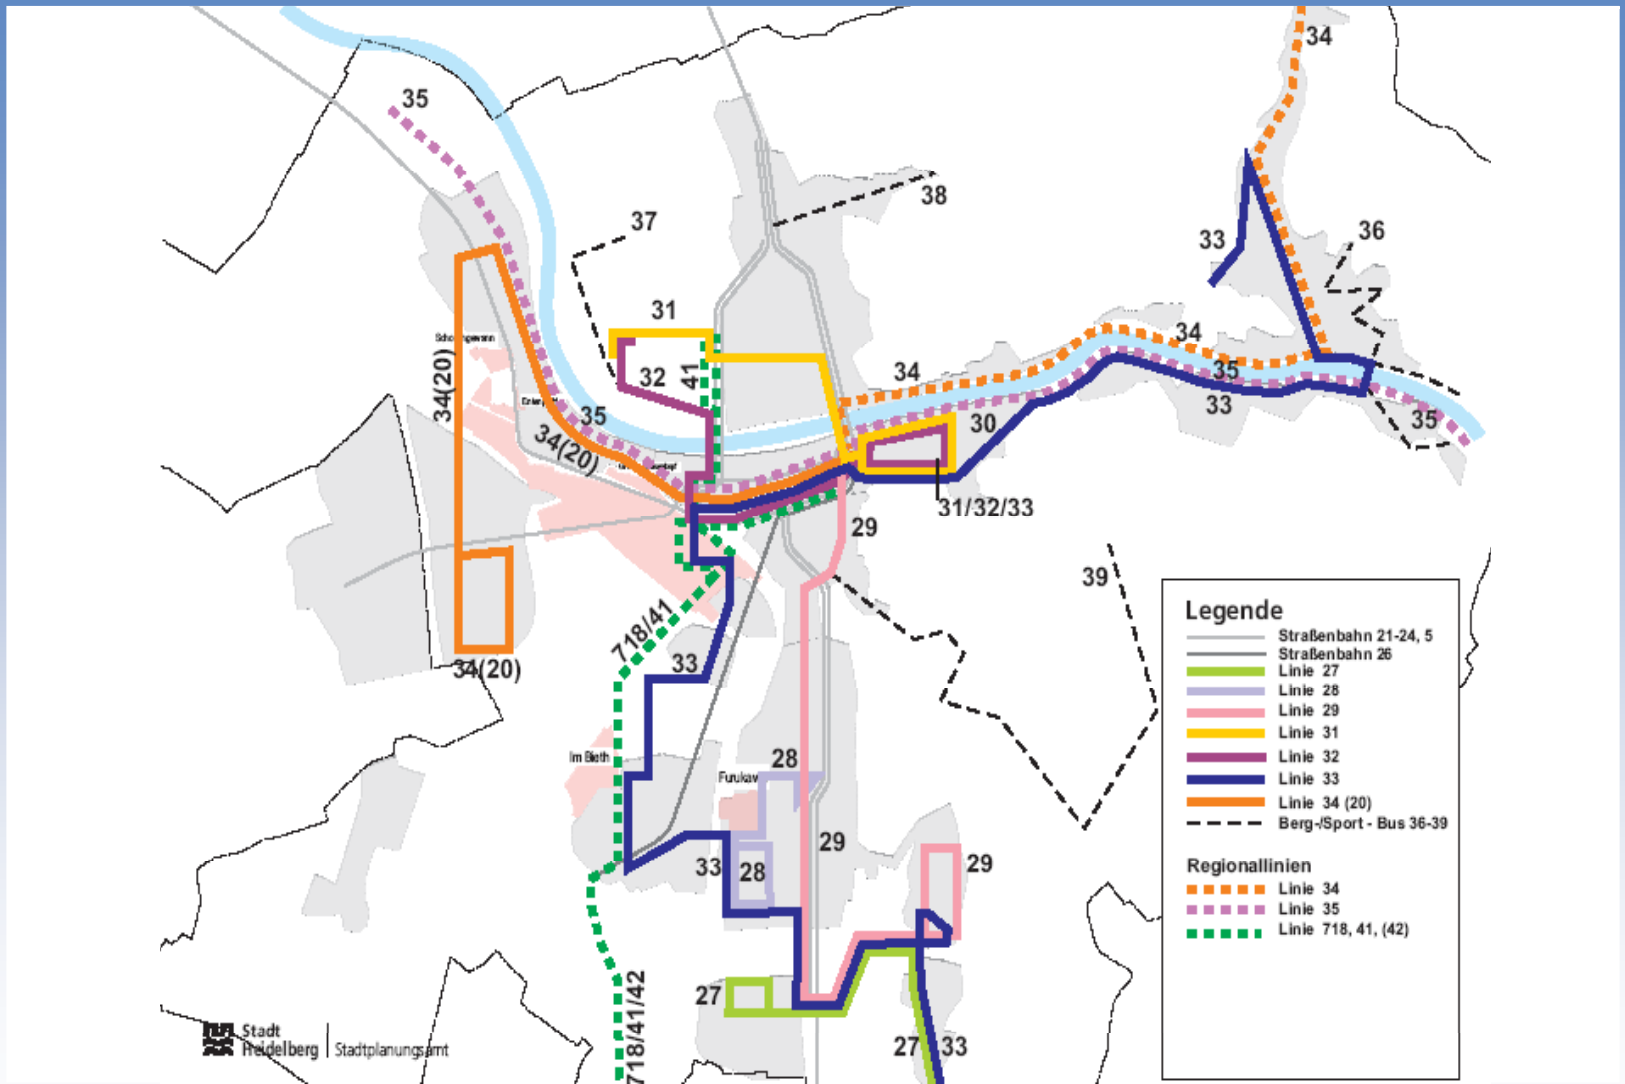 34
35
38
37
36
33
31
34
32
41
34
35
33
34(20)
35
30
35
34(20)
31/32/33
29
39
718/41
33
34(20)
Im Bieth
28
29
33
28
29
27
718/41/42
27
33
Legende
Straßenbahn 21-24, 5
Straßenbahn 26
Linie 27
Linie 28
Linie 29
Linie 31
Linie 32
Linie 33
Linie 34 (20)
Berg-/Sport - Bus 36-39
Regionallinien
Linie 34
Linie 35
Linie 718, 41, (42)
Stadt
Heidelberg
Stadtplanungsamt